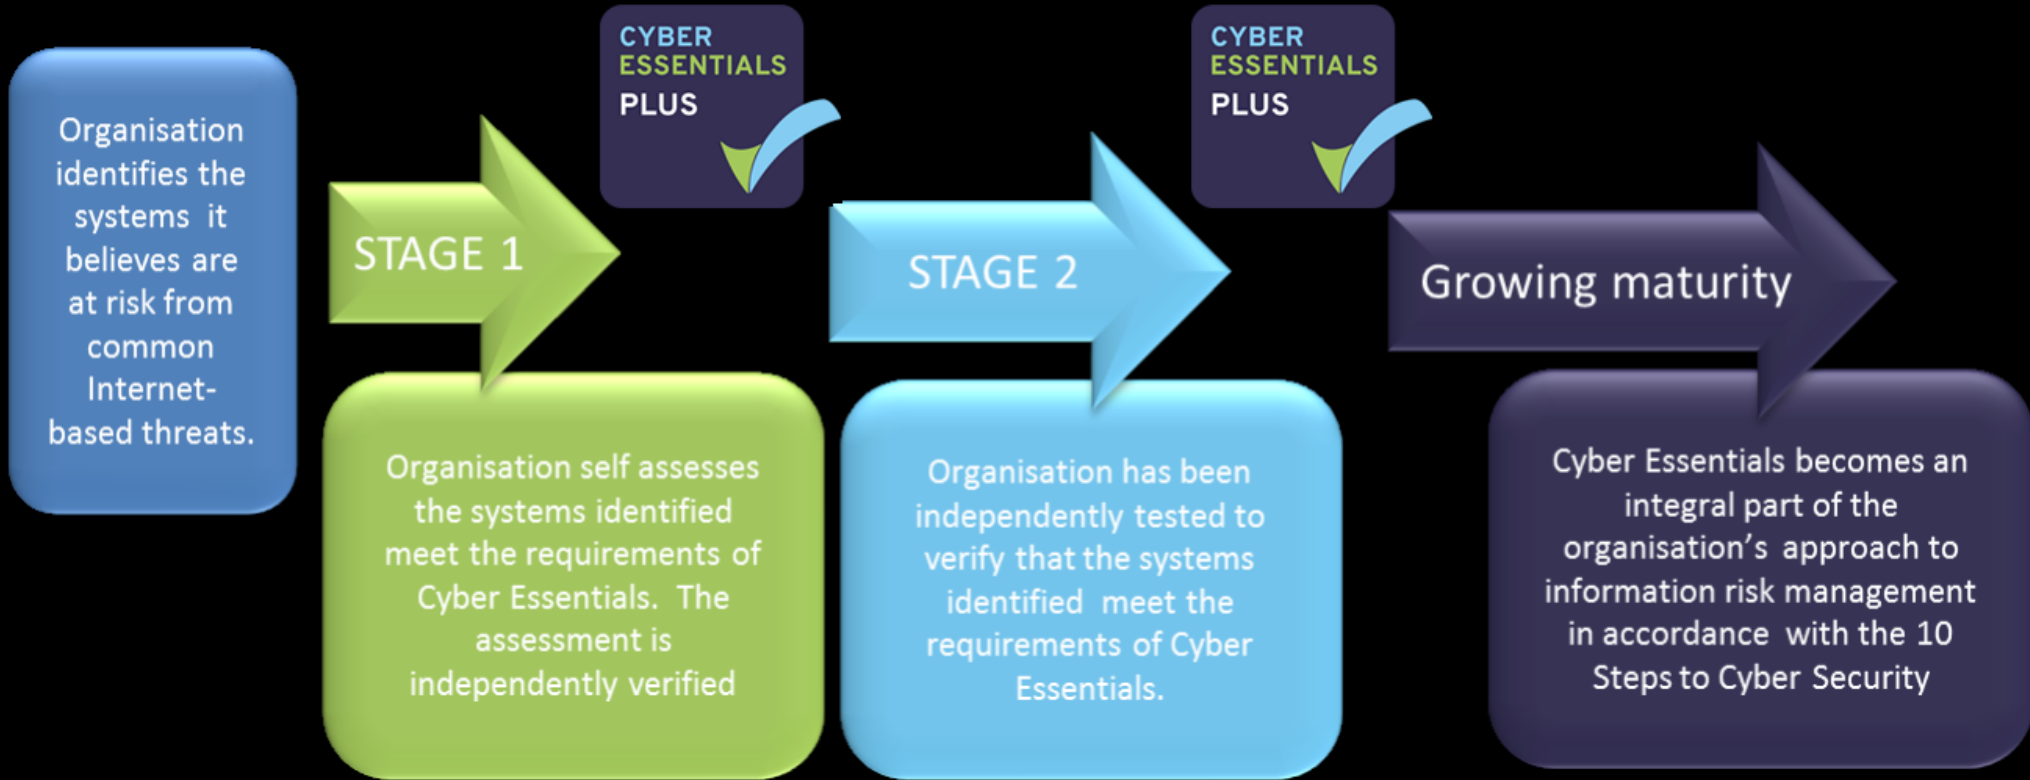 Organisation
identifies the
systems it
believes are
at risk from
common
Internet-
based threats.
STAGE 1
Organisation self assesses
the systems identified
meet the requirements of
Cyber Essentials. The
assessment is
independently verified
CYBER
ESSENTIALS
PLUS
STAGE 2
Organisation has been
independently tested to
verify that the systems
identified meet the
requirements of Cyber
Essentials.
CYBER
ESSENTIALS
PLUS
Growing maturity
Cyber Essentials becomes an
integral part of the
organisation’s approach to
information risk management
in accordance with the 10
Steps to Cyber Security